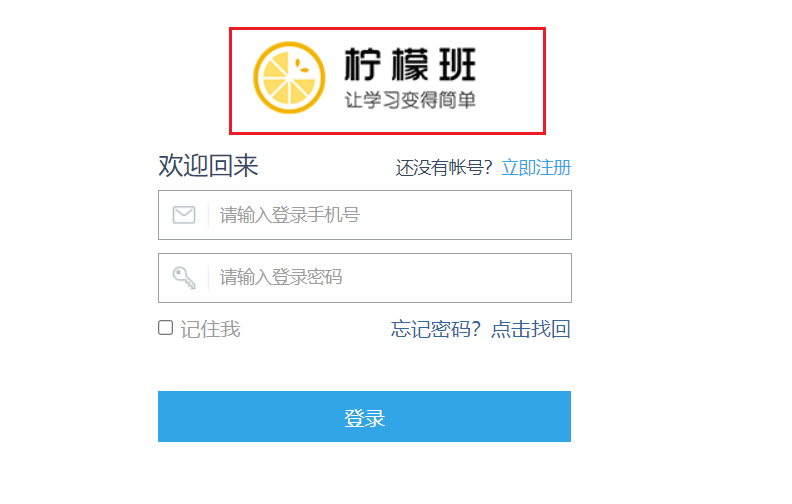 柠檬班
让学习变得简单
欢迎回来
还没有帐号？立即注册
请输入登录手机号
请输入登录密码
记住我
忘记密码？点击找回
登录